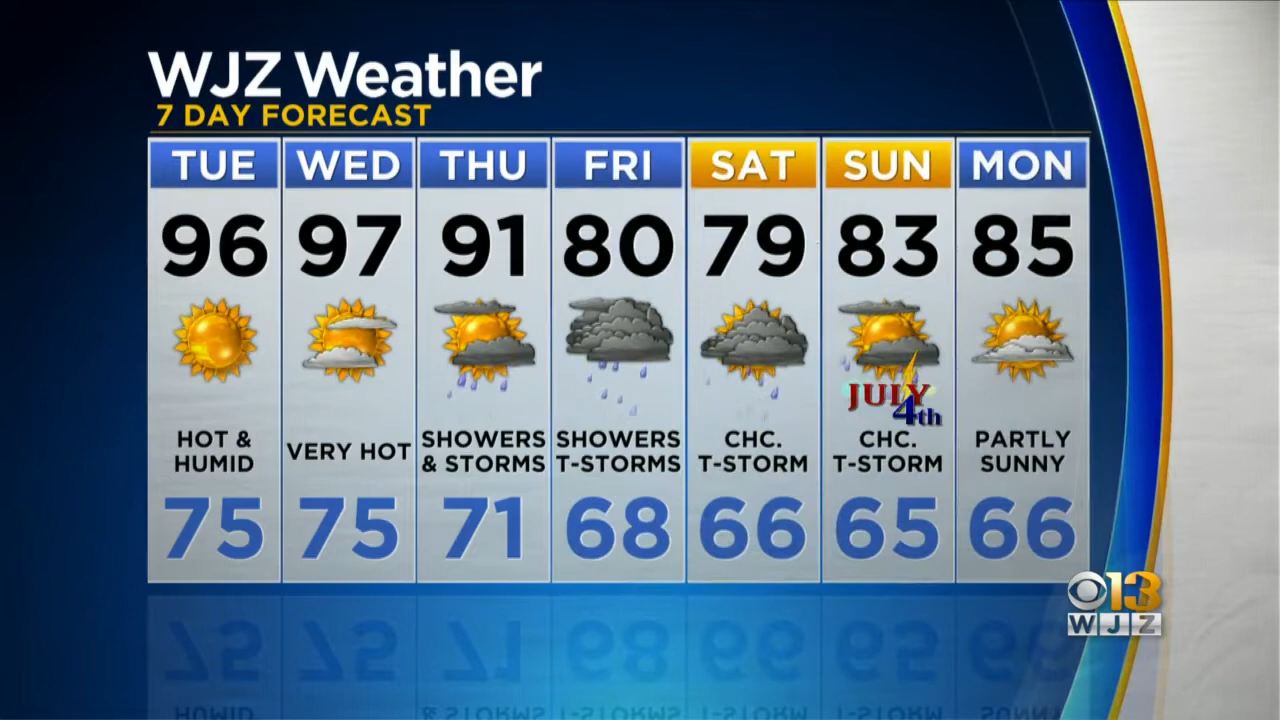 WJZ Weather
7 DAY FORECAST
TUE WED THU FRI SAT SUN MON
96 97 91 80 79 83 85
JULY
4th
HOT &
HUMID
VERY HOT
SHOWERS
& STORMS
SHOWERS
T-STORMS
CHC.
T-STORM
CHC.
T-STORM
PARTLY
SUNNY
75 75 71 68 66 65 66
13
WJZ